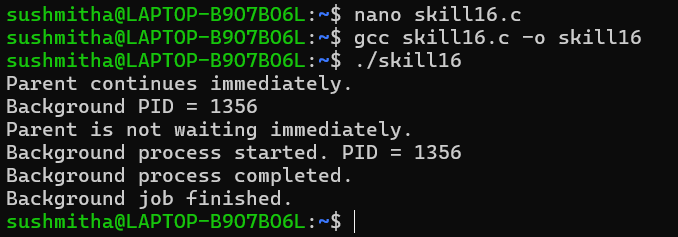 sushmitha@LAPTOP-B9O7BO6L:~$ nano skill16.c
sushmitha@LAPTOP-B9O7BO6L:~$ gcc skill16.c -o skill16
sushmitha@LAPTOP-B9O7BO6L:~$ ./skill16
Parent continues immediately.
Background PID = 1356
Parent is not waiting immediately.
Background process started. PID = 1356
Background process completed.
Background job finished.
sushmitha@LAPTOP-B9O7BO6L:~$